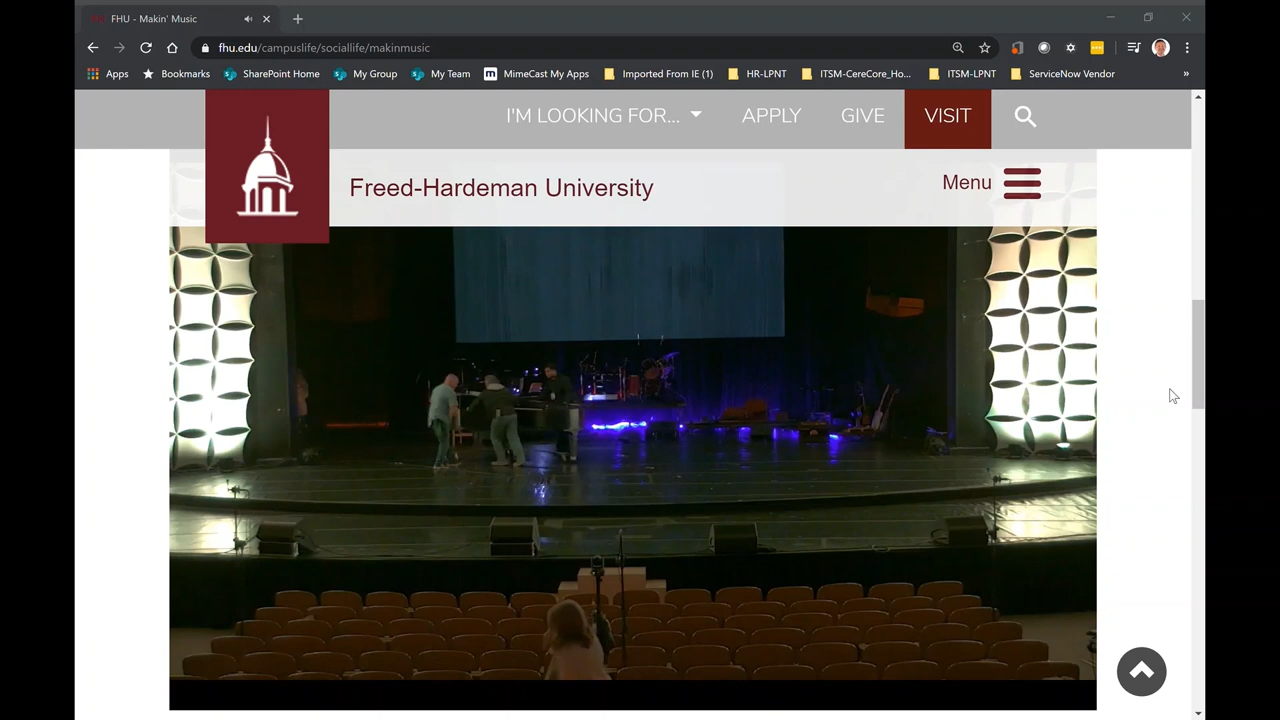 FHU - Makin' Music
fhu.edu/campuslife/sociallife/makinmusic
Apps Bookmarks SharePoint Home My Group My Team MimeCast My Apps Imported From IE (1) HR-LPNT ITSM-CereCore_Ho... ITSM-LPNT ServiceNow Vendor »
I'M LOOKING FOR... APPLY GIVE VISIT
Freed-Hardeman University
Menu